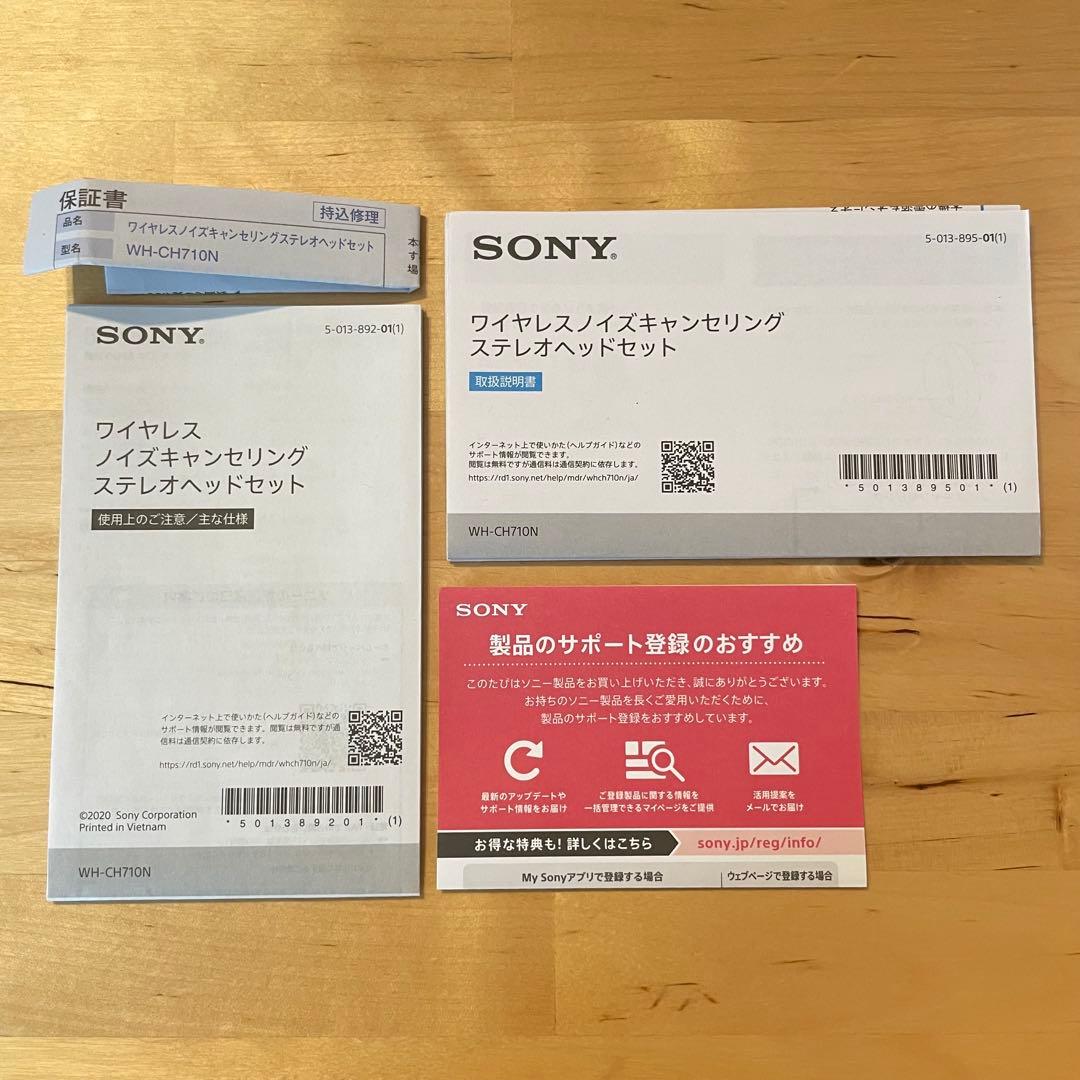 保証書
持込修理
品名 ワイヤレスノイズキャンセリングステレオヘッドセット
型名 WH-CH710N
本
す
場
SONY®
5-013-892-01(1)
ワイヤレス
ノイズキャンセリング
ステレオヘッドセット
使用上のご注意／主な仕様
インターネット上で使いかた（ヘルプガイド）などの
サポート情報が閲覧できます。閲覧は無料ですが通
信料は通信契約に依存します。
https://rd1.sony.net/help/mdr/whch710n/ja/
©2020 Sony Corporation
Printed in Vietnam
*501389201*(1)
WH-CH710N
SONY®
5-013-895-01(1)
ワイヤレスノイズキャンセリング
ステレオヘッドセット
取扱説明書
インターネット上で使いかた（ヘルプガイド）などの
サポート情報が閲覧できます。
閲覧は無料ですが通信料は通信契約に依存します。
https://rd1.sony.net/help/mdr/whch710n/ja/
*501389501*(1)
WH-CH710N
SONY
製品のサポート登録のおすすめ
このたびはソニー製品をお買い上げいただき、誠にありがとうございます。
お持ちのソニー製品を長くご愛用いただくために、
製品のサポート登録をおすすめしています。
最新のアップデートや
サポート情報をお届け
ご登録製品に関する情報を
一括管理できるマイページをご提供
活用提案を
メールでお届け
お得な特典も！詳しくはこちら sony.jp/reg/info/
My Sonyアプリで登録する場合 ウェブページで登録する場合